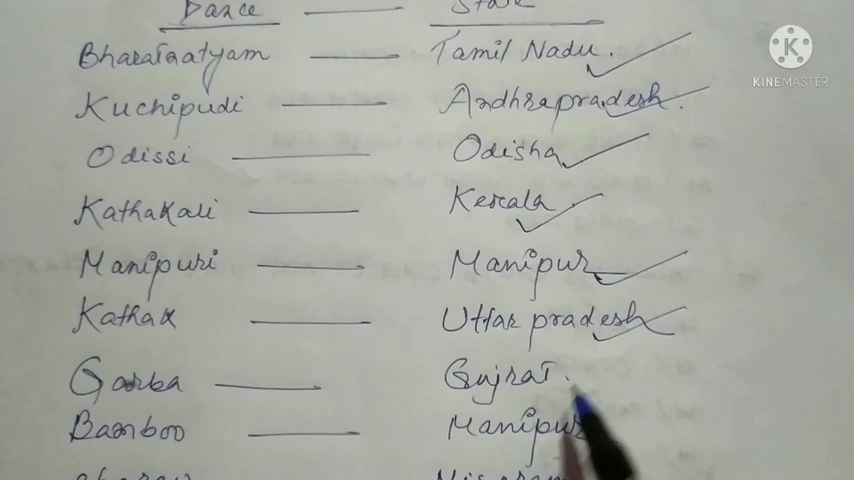 Dance State
Bharatnatyam Tamil Nadu.
Kuchipudi Andhrapradesh.
Odissi Odisha
Kathakali Kerala
Manipuri Manipur
Kathak Uttar pradesh
Garba Gujrat.
Bamboo Manipur
KINEMASTER